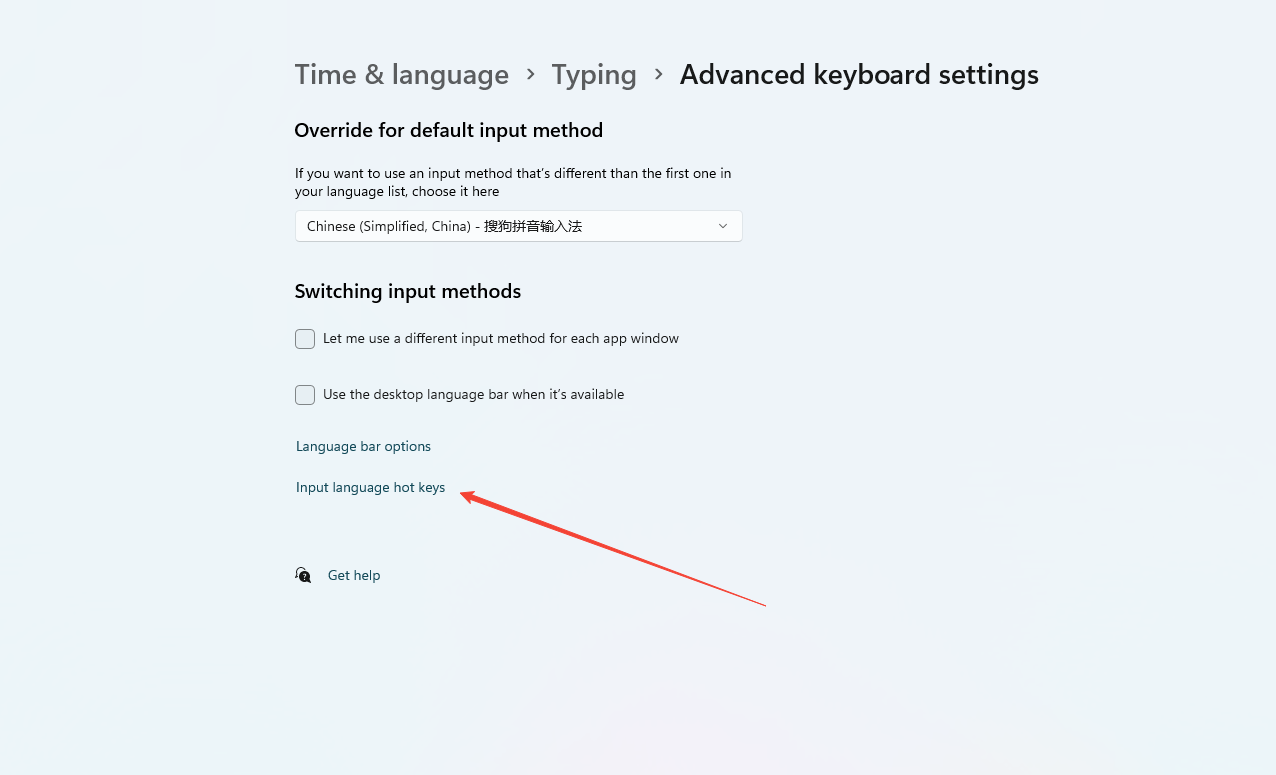 Time & language > Typing > Advanced keyboard settings
Override for default input method
If you want to use an input method that's different than the first one in
your language list, choose it here
Chinese (Simplified, China) - 搜狗拼音输入法
Switching input methods
Let me use a different input method for each app window
Use the desktop language bar when it's available
Language bar options
Input language hot keys
Get help